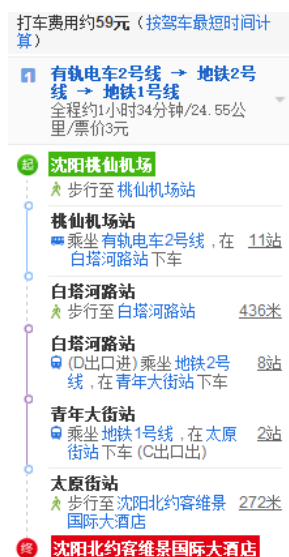 打车费用约59元（按驾车最短时间计
算）
1 有轨电车2号线 → 地铁2号
线 → 地铁1号线
全程约1小时34分钟/24.55公
里/票价3元
起 沈阳桃仙机场
步行至 桃仙机场站
桃仙机场站
乘坐 有轨电车2号线 , 在 11站
白塔河路站 下车
白塔河路站
步行至 白塔河路站 436米
白塔河路站
(D出口进) 乘坐 地铁2号 8站
线 , 在 青年大街站 下车
青年大街站
乘坐 地铁1号线 , 在 太原 2站
街站 下车 (C出口出)
太原街站
步行至 沈阳北约客维景 272米
国际大酒店
终 沈阳北约客维景国际大酒店